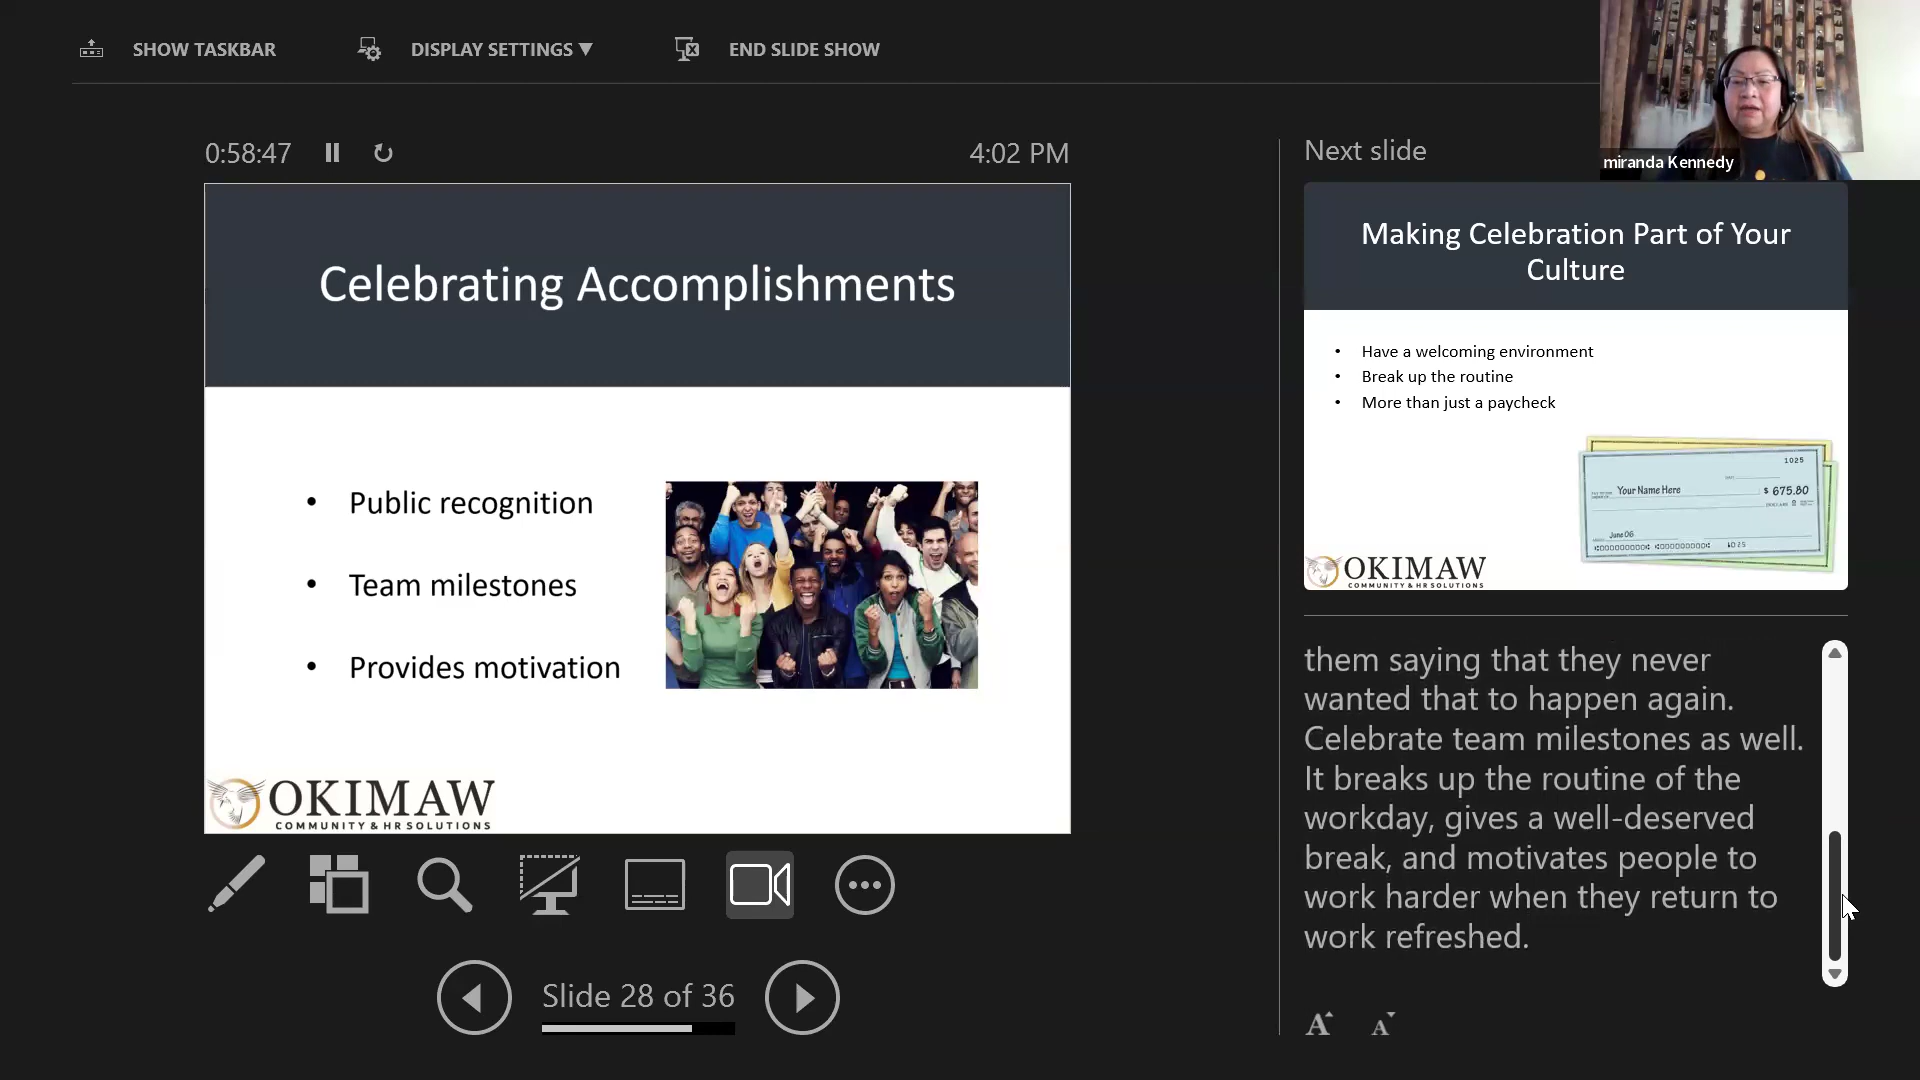 SHOW TASKBAR
DISPLAY SETTINGS ▼
END SLIDE SHOW
miranda Kennedy
0:58:47
4:02 PM
Celebrating Accomplishments
• Public recognition
• Team milestones
• Provides motivation
OKIMAW
COMMUNITY & HR SOLUTIONS
Slide 28 of 36
Next slide
Making Celebration Part of Your
Culture
• Have a welcoming environment
• Break up the routine
• More than just a paycheck
1025
Your Name Here
$ 675.80
DOLLARS
June 06
1025
OKIMAW
COMMUNITY & HR SOLUTIONS
them saying that they never
wanted that to happen again.
Celebrate team milestones as well.
It breaks up the routine of the
workday, gives a well-deserved
break, and motivates people to
work harder when they return to
work refreshed.
A A